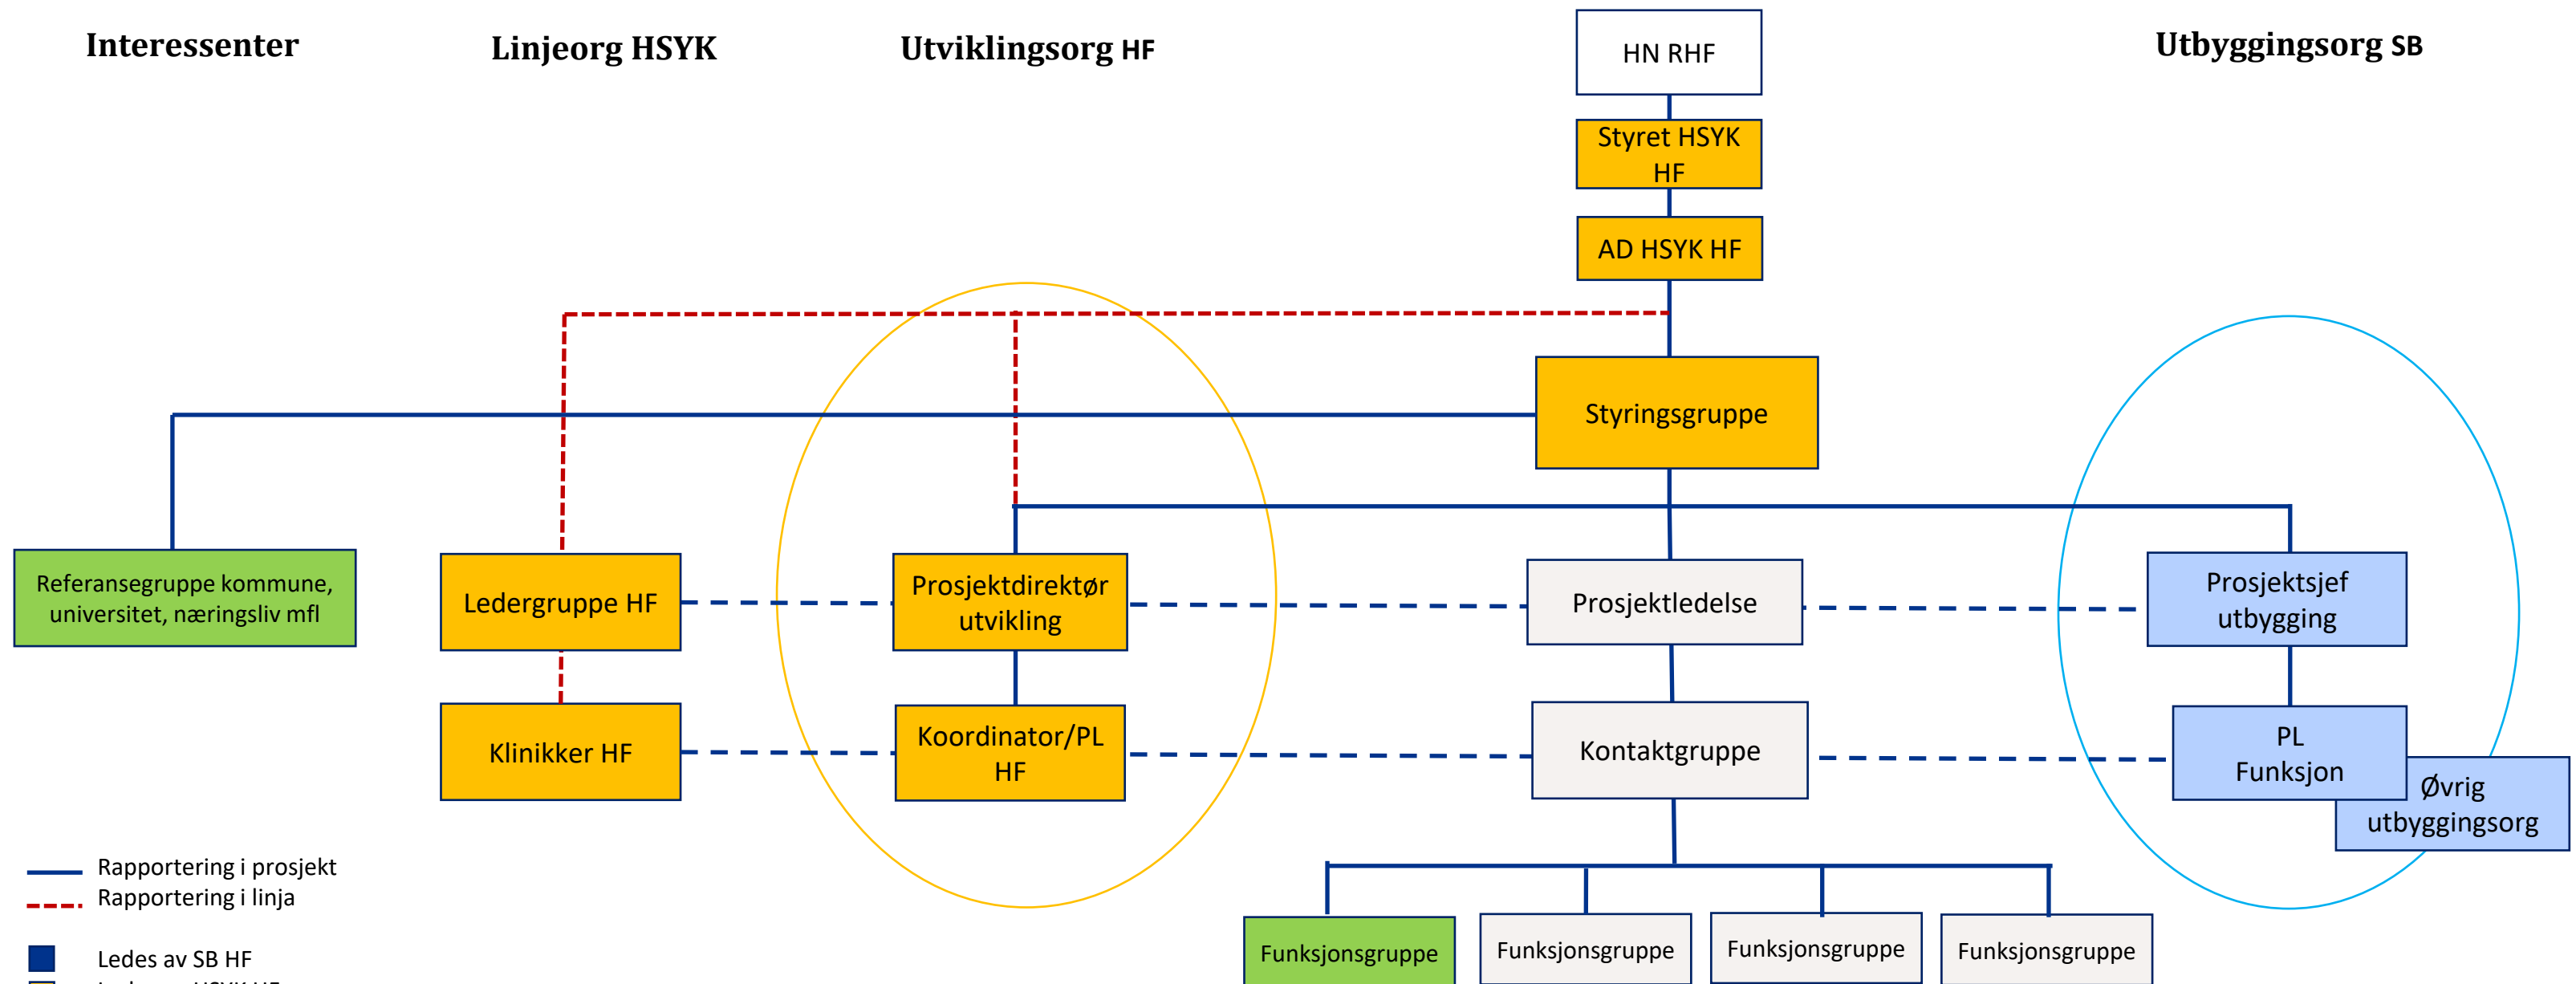 Interessenter
Linjeorg HSYK
Utviklingsorg HF
HN RHF
Utbyggingsorg SB
Styret HSYK
HF
AD HSYK HF
Styringsgruppe
Referansegruppe kommune,
universitet, næringsliv mfl
Ledergruppe HF
Prosjektdirektør
utvikling
Prosjektledelse
Prosjektsjef
utbygging
Klinikker HF
Koordinator/PL
HF
Kontaktgruppe
PL
Funksjon
Øvrig
utbyggingsorg
Rapportering i prosjekt
Rapportering i linja
Funksjonsgruppe
Funksjonsgruppe
Funksjonsgruppe
Funksjonsgruppe
Ledes av SB HF